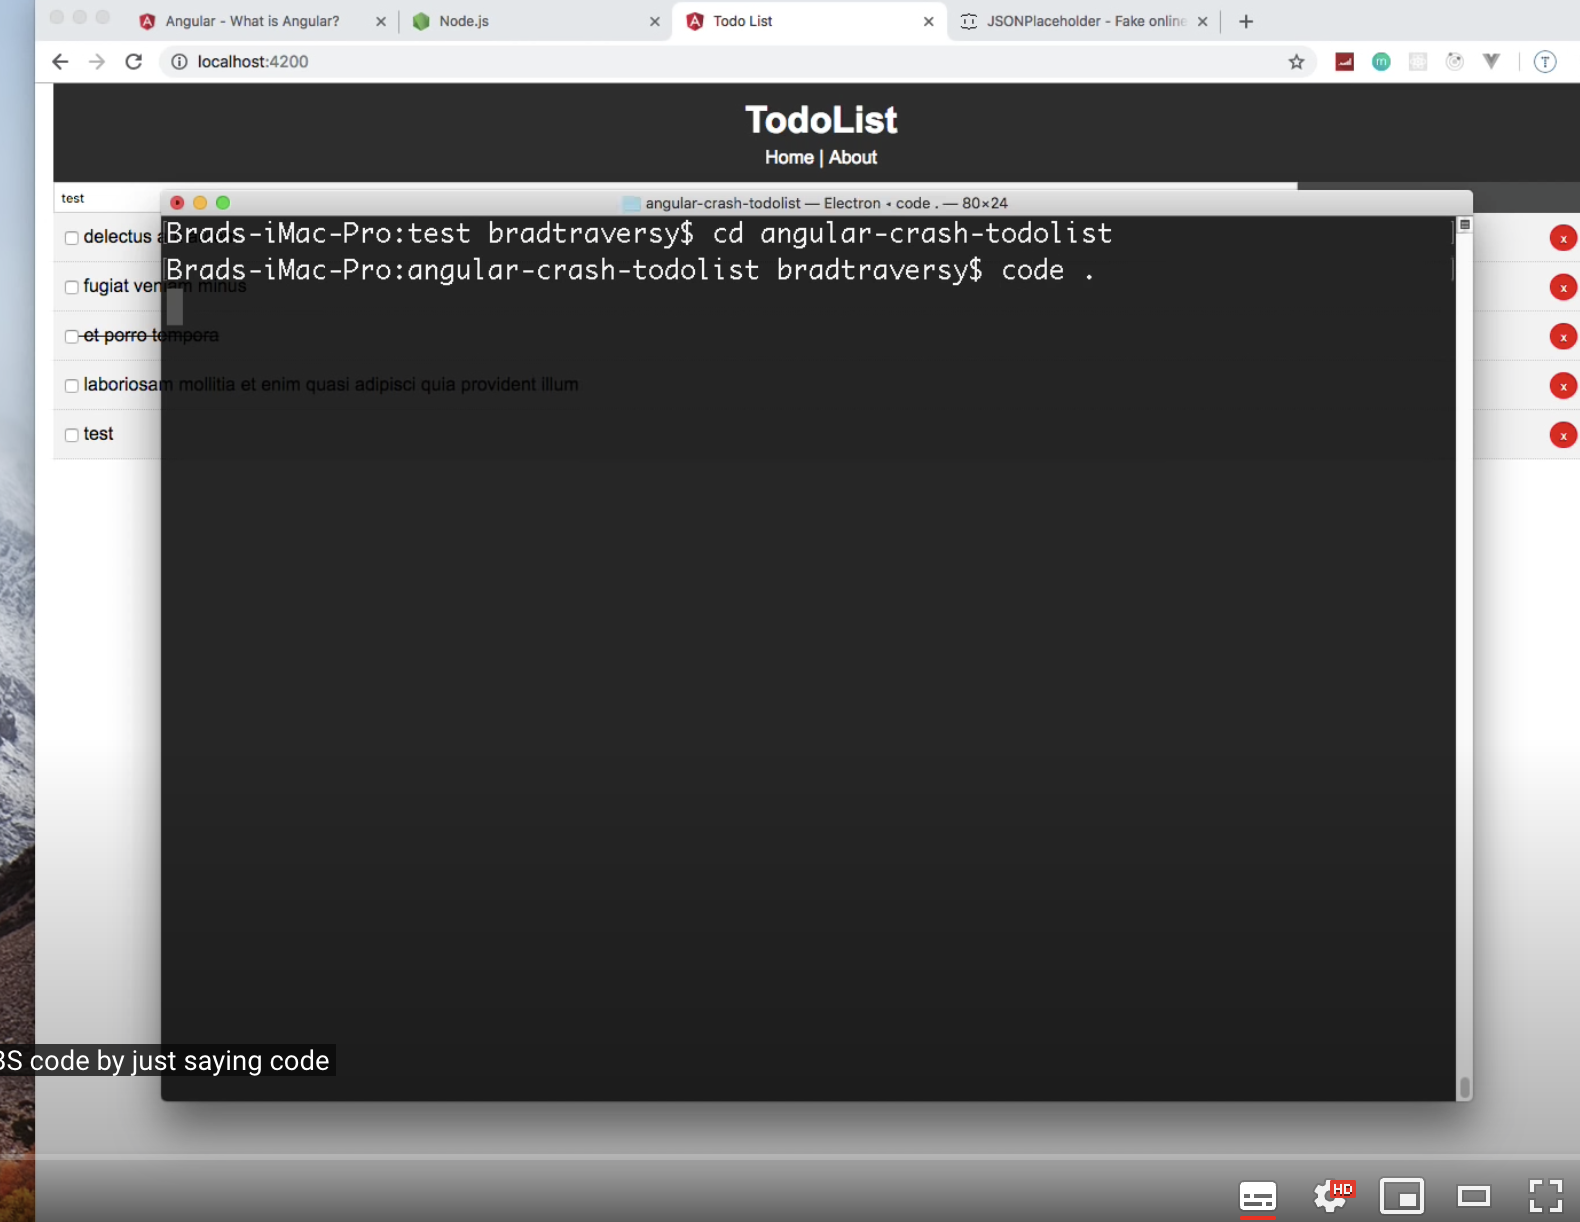 Angular - What is Angular?
Node.js
Todo List
JSONPlaceholder - Fake online
localhost:4200
TodoList
Home | About
test
angular-crash-todolist — Electron ◂ code . — 80×24
Brads-iMac-Pro:test bradtraversy$ cd angular-crash-todolist
Brads-iMac-Pro:angular-crash-todolist bradtraversy$ code .
delectus
x
fugiat veniam minus
x
et porro tempora
x
laboriosam mollitia et enim quasi adipisci quia provident illum
x
test
x
T
m
S code by just saying code
HD